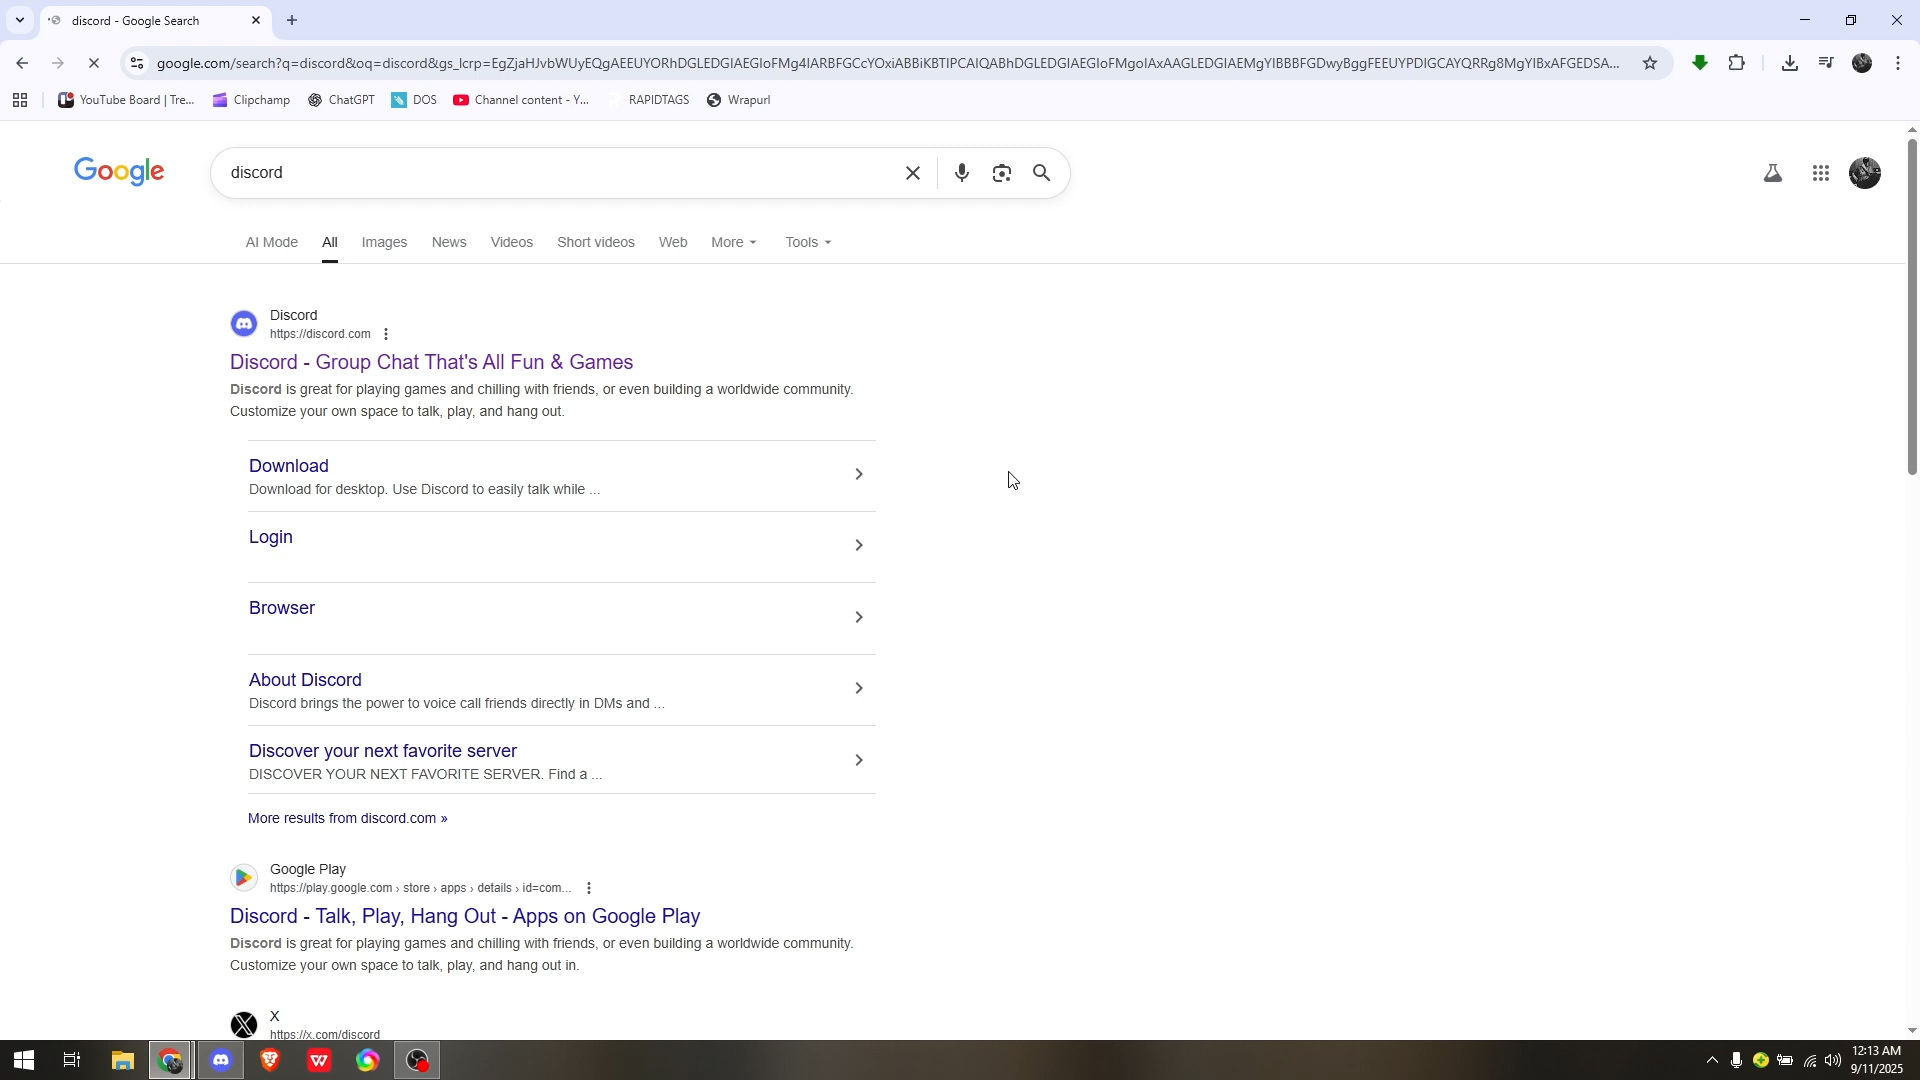 discord - Google Search
google.com/search?q=discord&oq=discord&gs_lcrp=EgZjaHJvbWUyEQgAEEUYORhDGLEDGIAEGIoFMg4IARBFGCcYOxiABBiKBTIPCAIQABhDGLEDGIAEGIoFMgoIAxAAGLEDGIAEMgYIBBBFGDwyBggFEEUYPDIGCAYQRRg8MgYIBxAFGEDSA...
YouTube Board | Tre...
Clipchamp
ChatGPT
DOS
Channel content - Y...
RAPIDTAGS
Wrapurl
Google
discord
AI Mode
All
Images
News
Videos
Short videos
Web
More
Tools
Discord
https://discord.com
Discord - Group Chat That's All Fun & Games
Discord is great for playing games and chilling with friends, or even building a worldwide community.
Customize your own space to talk, play, and hang out.
Download
Download for desktop. Use Discord to easily talk while ...
Login
Browser
About Discord
Discord brings the power to voice call friends directly in DMs and ...
Discover your next favorite server
DISCOVER YOUR NEXT FAVORITE SERVER. Find a ...
More results from discord.com »
Google Play
https://play.google.com › store › apps › details › id=com...
Discord - Talk, Play, Hang Out - Apps on Google Play
Discord is great for playing games and chilling with friends, or even building a worldwide community.
Customize your own space to talk, play, and hang out in.
X
https://x.com/discord
12:13 AM
9/11/2025